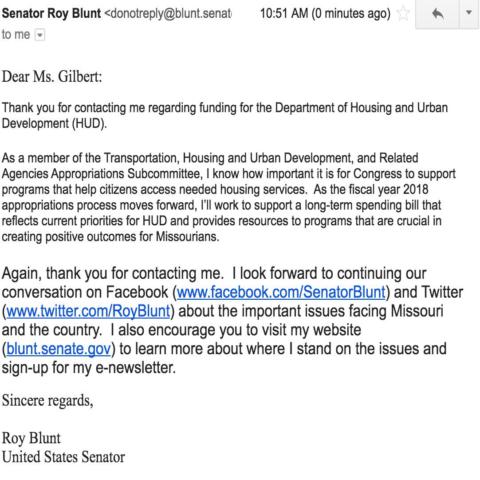 Senator Roy Blunt <donotreply@blunt.senat 10:51 AM (0 minutes ago)
to me
Dear Ms. Gilbert:
Thank you for contacting me regarding funding for the Department of Housing and Urban
Development (HUD).
As a member of the Transportation, Housing and Urban Development, and Related
Agencies Appropriations Subcommittee, I know how important it is for Congress to support
programs that help citizens access needed housing services.  As the fiscal year 2018
appropriations process moves forward, I'll work to support a long-term spending bill that
reflects current priorities for HUD and provides resources to programs that are crucial in
creating positive outcomes for Missourians.
Again, thank you for contacting me.  I look forward to continuing our
conversation on Facebook (www.facebook.com/SenatorBlunt) and Twitter
(www.twitter.com/RoyBlunt) about the important issues facing Missouri
and the country.  I also encourage you to visit my website
(blunt.senate.gov) to learn more about where I stand on the issues and
sign-up for my e-newsletter.
Sincere regards,
Roy Blunt
United States Senator